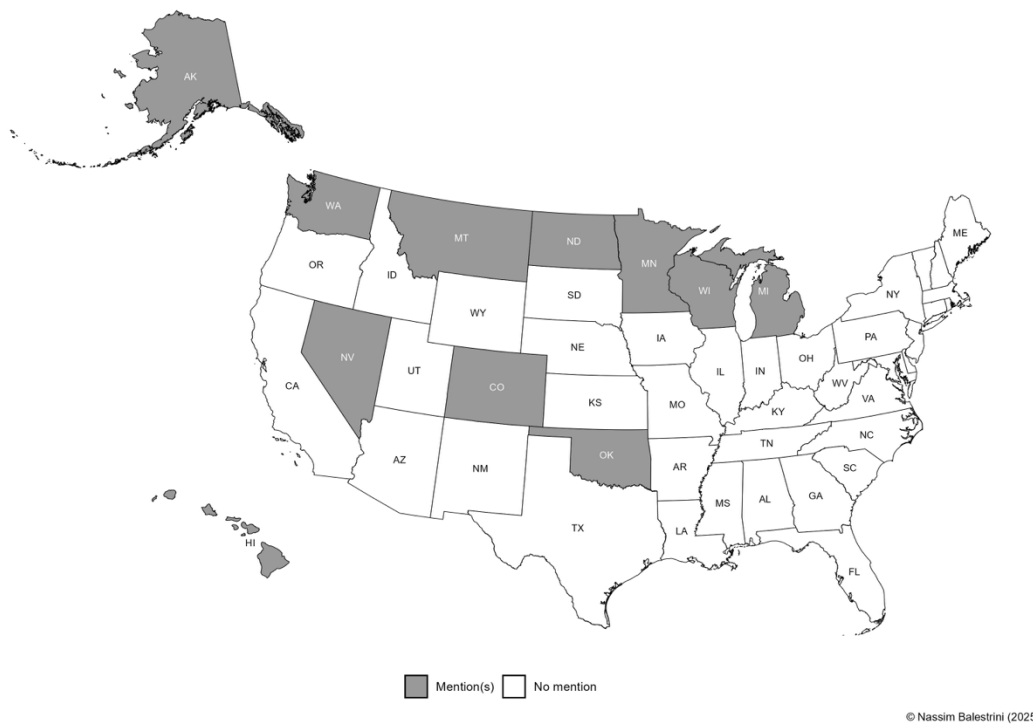 AK
WA
MT
ND
MN
ME
OR
ID
WI
MI
NY
SD
WY
PA
IA
NE
OH
NV
IL
IN
UT
CO
WV
CA
VA
KS
MO
KY
NC
TN
OK
AZ
NM
AR
SC
MS
AL
GA
TX
LA
HI
FL
Mention(s) No mention
© Nassim Balestrini (2025